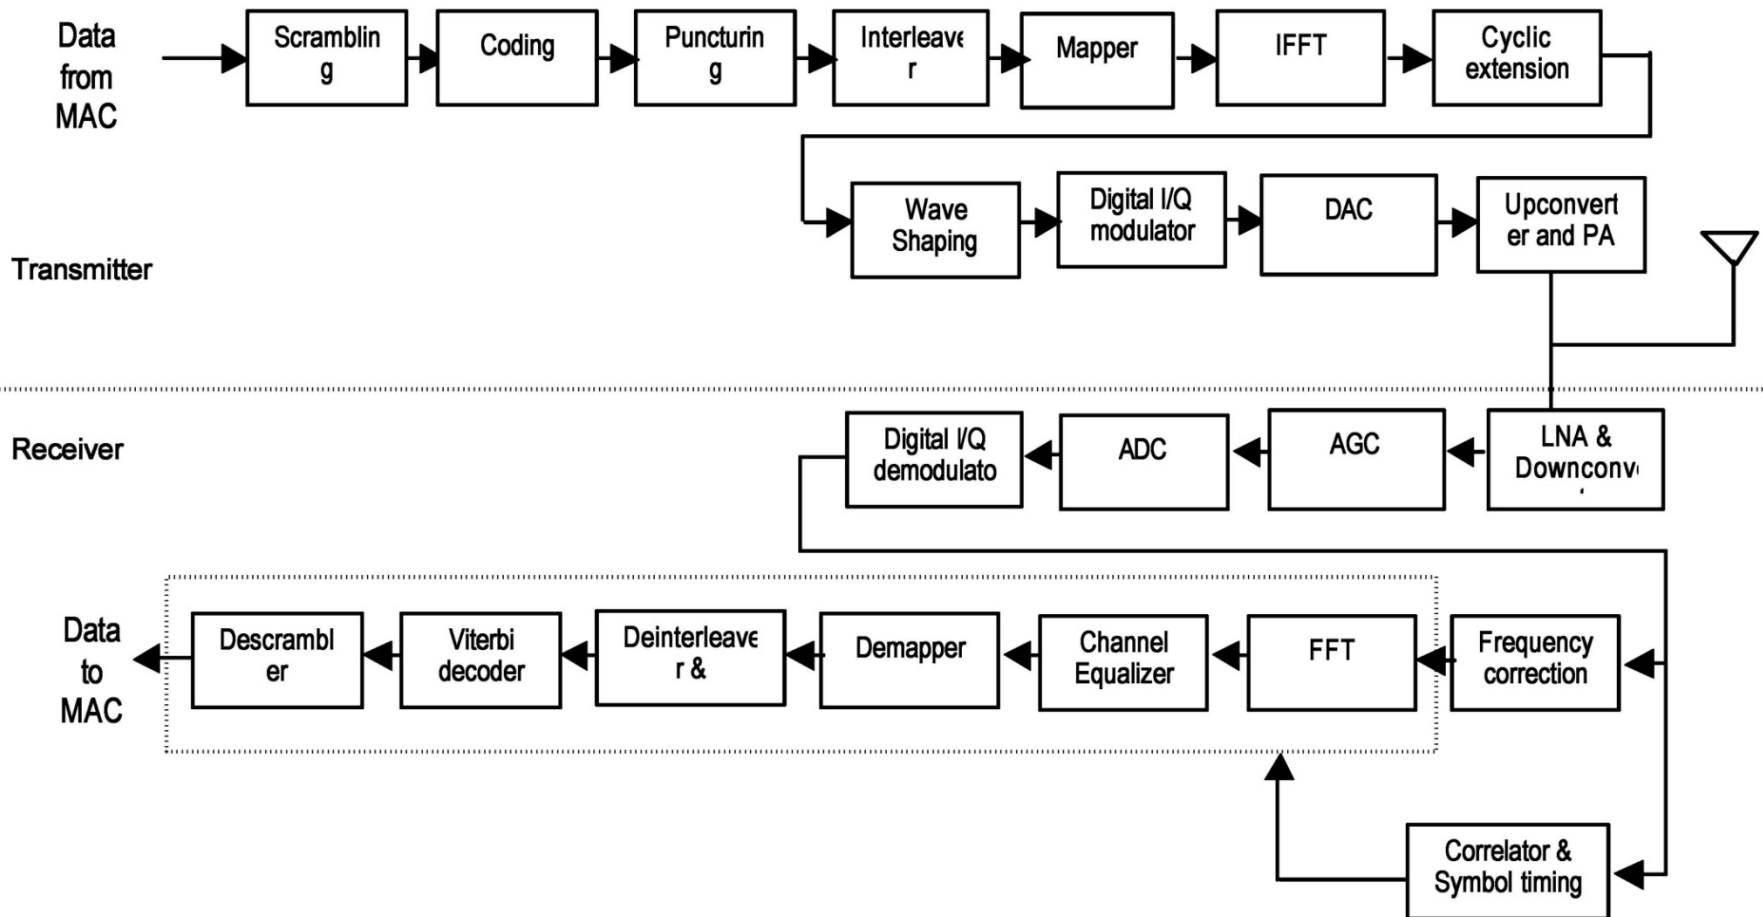 Data
from
MAC
Scramblin
g
Coding
Puncturin
g
Interleave
r
Mapper
IFFT
Cyclic
extension
Wave
Shaping
Digital I/Q
modulator
DAC
Upconvert
er and PA
Transmitter
Receiver
Digital I/Q
demodulato
ADC
AGC
LNA &
Downconv
Data
to
MAC
Descrambl
er
Viterbi
decoder
Deinterleave
r &
Demapper
Channel
Equalizer
FFT
Frequency
correction
Correlator &
Symbol timing